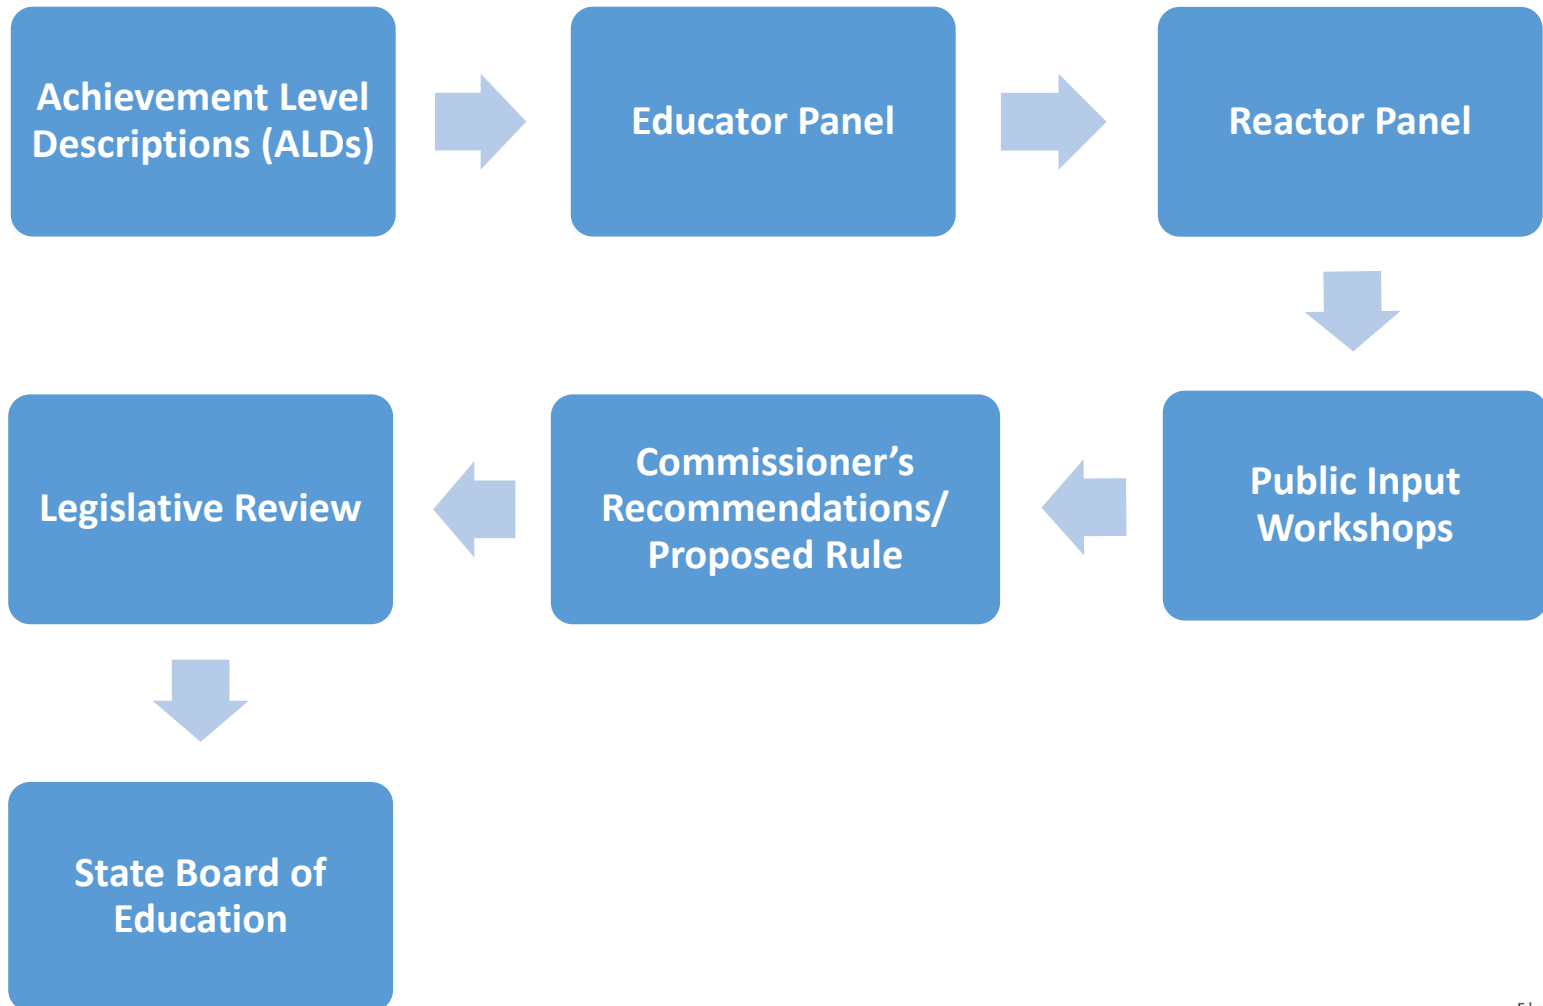 Achievement Level
Descriptions (ALDs)
Educator Panel
Reactor Panel
Public Input
Workshops
Commissioner’s
Recommendations/
Proposed Rule
Legislative Review
State Board of
Education